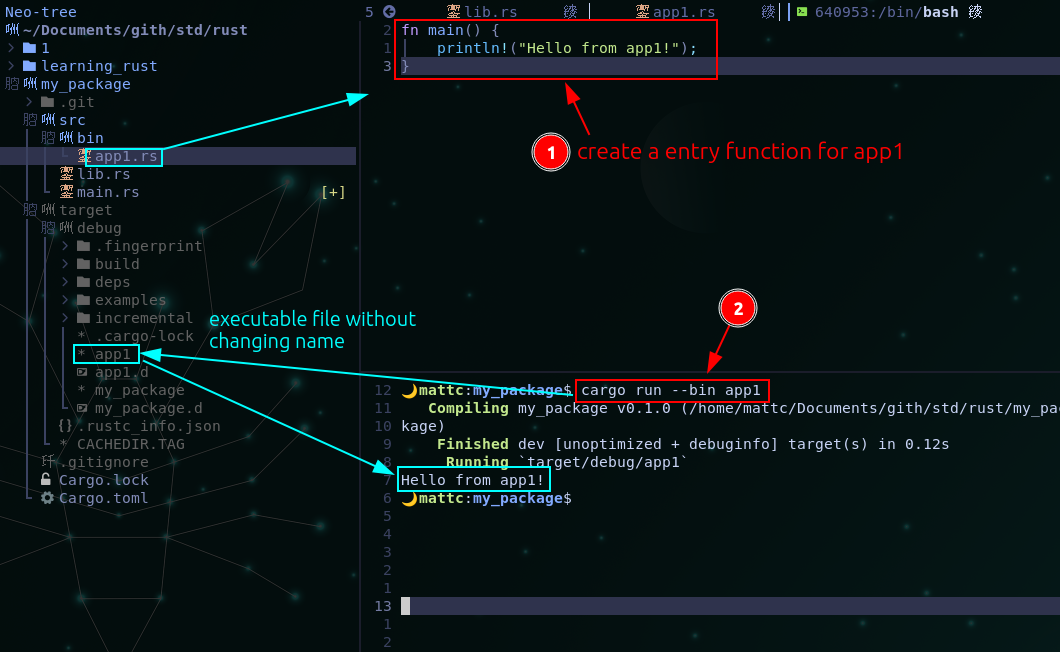 Neo-tree
~/Documents/gith/std/rust
1
learning_rust
my_package
.git
src
bin
app1.rs
lib.rs
main.rs [+]
target
debug
.fingerprint
build
deps
examples
incremental
.cargo-lock
* app1
app1.d
* my_package
my_package.d
{}.rustc_info.json
* CACHEDIR.TAG
.gitignore
Cargo.lock
Cargo.toml
executable file without
changing name
5 lib.rs app1.rs 640953:/bin/bash
2 fn main() {
1 println!("Hello from app1!");
3 }
1 create a entry function for app1
2
12 mattc:my_package$ cargo run --bin app1
11 Compiling my_package v0.1.0 (/home/mattc/Documents/gith/std/rust/my_pac
10 kage)
9 Finished dev [unoptimized + debuginfo] target(s) in 0.12s
8 Running `target/debug/app1`
7 Hello from app1!
6 mattc:my_package$
5
4
3
2
1
13
1
2